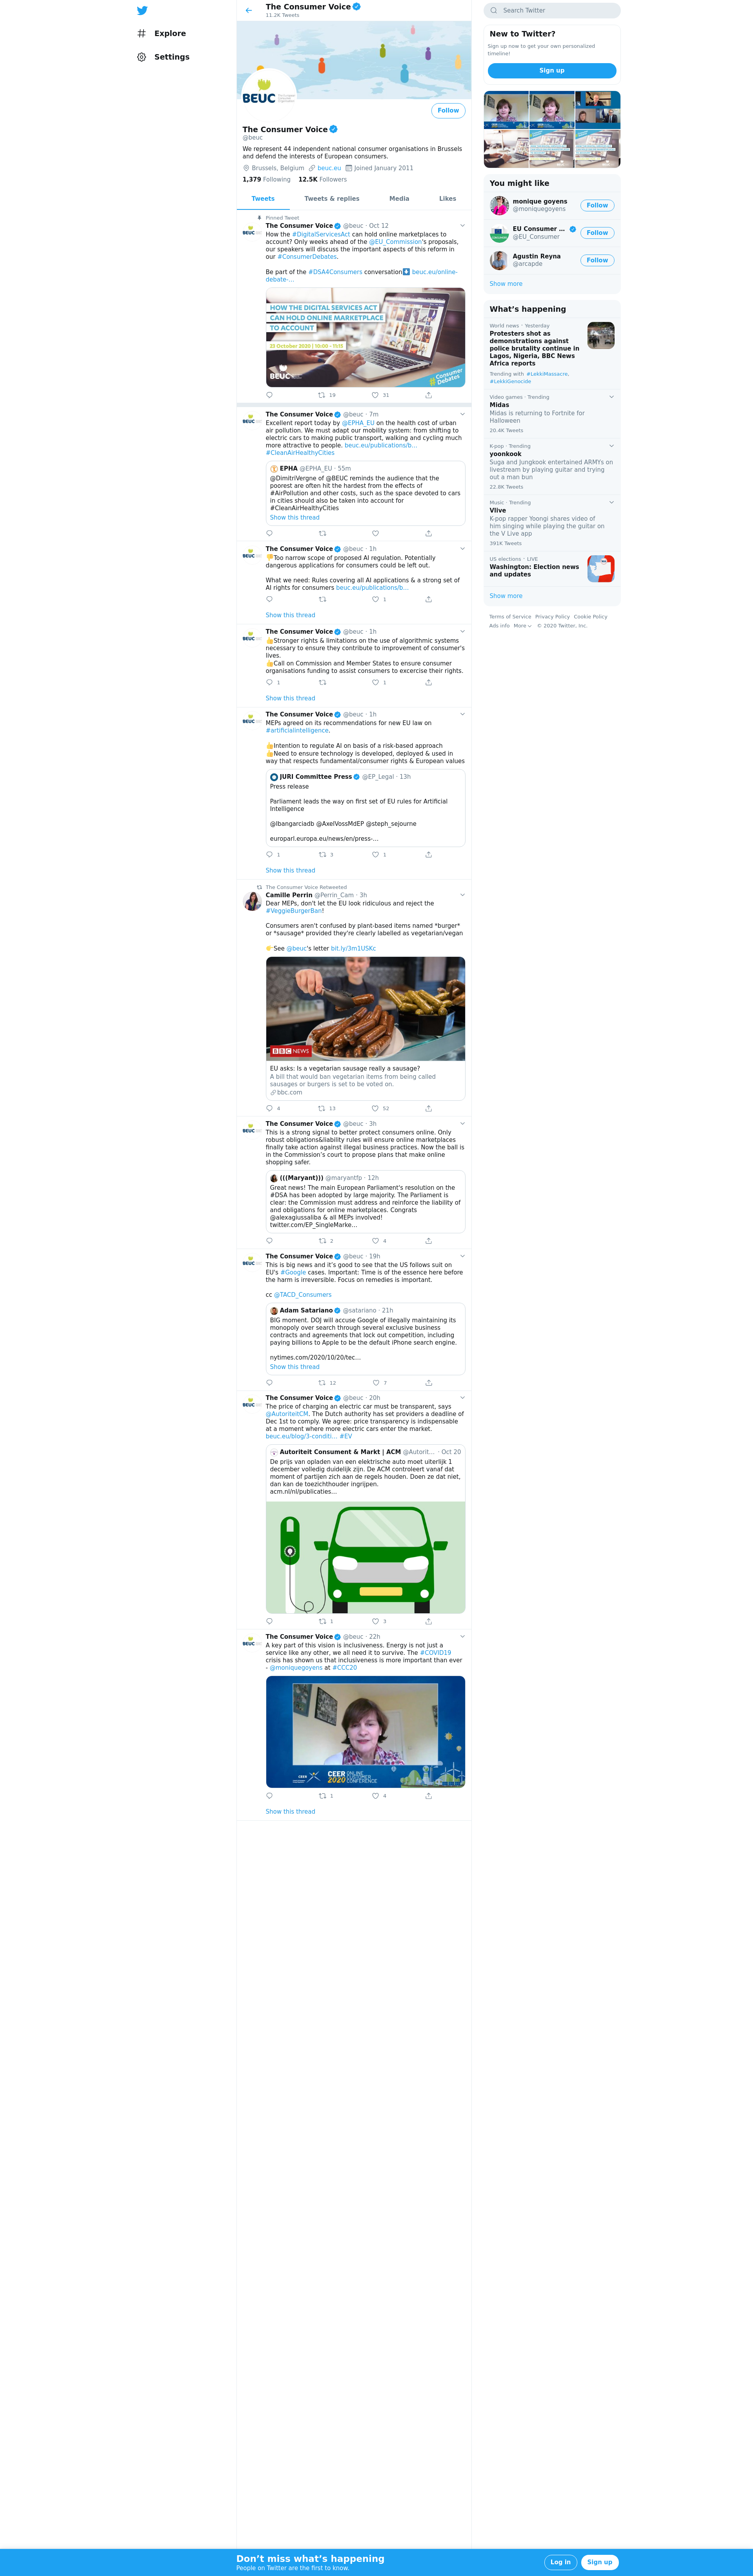 Explore
Settings
The Consumer Voice
11.2K Tweets
BEUC
Follow
The Consumer Voice
@beuc
We represent 44 independent national consumer organisations in Brussels
and defend the interests of European consumers.
Brussels, Belgium beuc.eu Joined January 2011
1,379 Following 12.5K Followers
Tweets Tweets & replies Media Likes
Pinned Tweet
The Consumer Voice @beuc · Oct 12
How the #DigitalServicesAct can hold online marketplaces to
account? Only weeks ahead of the @EU_Commission's proposals,
our speakers will discuss the important aspects of this reform in
our #ConsumerDebates.
Be part of the #DSA4Consumers conversation➡️ beuc.eu/online-
debate-…
HOW THE DIGITAL SERVICES ACT
CAN HOLD ONLINE MARKETPLACE
TO ACCOUNT
BEUC
#Consumer
Debates
19 31
The Consumer Voice @beuc · 7m
Excellent report today by @EPHA_EU on the health cost of urban
air pollution. We must adapt our mobility system: from shifting to
electric cars to making public transport, walking and cycling much
more attractive to people. beuc.eu/publications/b…
#CleanAirHealthyCities
EPHA @EPHA_EU · 55m
@DimitriVergne of @BEUC reminds the audience that the
poorest are often hit the hardest from the effects of
#AirPollution and other costs, such as the space devoted to cars
in cities should also be taken into account for
#CleanAirHealthyCities
Show this thread
The Consumer Voice @beuc · 1h
👎Too narrow scope of proposed AI regulation. Potentially
dangerous applications for consumers could be left out.
What we need: Rules covering all AI applications & a strong set of
AI rights for consumers beuc.eu/publications/b…
1
Show this thread
The Consumer Voice @beuc · 1h
👍Stronger rights & limitations on the use of algorithmic systems
necessary to ensure they contribute to improvement of consumer's
lives.
👍Call on Commission and Member States to ensure consumer
organisations funding to assist consumers to excercise their rights.
1 1
Show this thread
The Consumer Voice @beuc · 1h
MEPs agreed on its recommendations for new EU law on
#artificialintelligence.
👍Intention to regulate AI on basis of a risk-based approach
👍Need to ensure technology is developed, deployed & used in
way that respects fundamental/consumer rights & European values
JURI Committee Press @EP_Legal · 13h
Press release
Parliament leads the way on first set of EU rules for Artificial
Intelligence
@ibangarciadb @AxelVossMdEP @steph_sejourne
europarl.europa.eu/news/en/press-…
1 3 1
Show this thread
The Consumer Voice Retweeted
Camille Perrin @Perrin_Cam · 3h
Dear MEPs, don't let the EU look ridiculous and reject the
#VeggieBurgerBan!
Consumers aren't confused by plant-based items named *burger*
or *sausage* provided they're clearly labelled as vegetarian/vegan
👉See @beuc's letter bit.ly/3m1USKc
BBC NEWS
EU asks: Is a vegetarian sausage really a sausage?
A bill that would ban vegetarian items from being called
sausages or burgers is set to be voted on.
bbc.com
4 13 52
The Consumer Voice @beuc · 3h
This is a strong signal to better protect consumers online. Only
robust obligations&liability rules will ensure online marketplaces
finally take action against illegal business practices. Now the ball is
in the Commission's court to propose plans that make online
shopping safer.
(((Maryant))) @maryantfp · 12h
Great news! The main European Parliament's resolution on the
#DSA has been adopted by large majority. The Parliament is
clear: the Commission must address and reinforce the liability of
and obligations for online marketplaces. Congrats
@alexagiussaliba & all MEPs involved!
twitter.com/EP_SingleMarke…
2 4
The Consumer Voice @beuc · 19h
This is big news and it's good to see that the US follows suit on
EU's #Google cases. Important: Time is of the essence here before
the harm is irreversible. Focus on remedies is important.
cc @TACD_Consumers
Adam Satariano @satariano · 21h
BIG moment. DOJ will accuse Google of illegally maintaining its
monopoly over search through several exclusive business
contracts and agreements that lock out competition, including
paying billions to Apple to be the default iPhone search engine.
nytimes.com/2020/10/20/tec…
Show this thread
12 7
The Consumer Voice @beuc · 20h
The price of charging an electric car must be transparent, says
@AutoriteitCM. The Dutch authority has set providers a deadline of
Dec 1st to comply. We agree: price transparency is indispensable
at a moment where more electric cars enter the market.
beuc.eu/blog/3-conditi… #EV
Autoriteit Consument & Markt | ACM @Autorit… · Oct 20
De prijs van opladen van een elektrische auto moet uiterlijk 1
december volledig duidelijk zijn. De ACM controleert vanaf dat
moment of partijen zich aan de regels houden. Doen ze dat niet,
dan kan de toezichthouder ingrijpen.
acm.nl/nl/publicaties…
1 3
The Consumer Voice @beuc · 22h
A key part of this vision is inclusiveness. Energy is not just a
service like any other, we all need it to survive. The #COVID19
crisis has shown us that inclusiveness is more important than ever
- @moniquegoyens at #CCC20
CEER
CEER ONLINE
2020 CUSTOMER
CONFERENCE
1 4
Show this thread
Search Twitter
New to Twitter?
Sign up now to get your own personalized
timeline!
Sign up
You might like
monique goyens
@moniquegoyens
Follow
EU Consumer ...
@EU_Consumer
Follow
Agustin Reyna
@arcapde
Follow
Show more
What's happening
World news · Yesterday
Protesters shot as
demonstrations against
police brutality continue in
Lagos, Nigeria, BBC News
Africa reports
Trending with #LekkiMassacre,
#LekkiGenocide
Video games · Trending
Midas
Midas is returning to Fortnite for
Halloween
20.4K Tweets
K-pop · Trending
yoonkook
Suga and Jungkook entertained ARMYs on
livestream by playing guitar and trying
out a man bun
22.8K Tweets
Music · Trending
Vlive
K-pop rapper Yoongi shares video of
him singing while playing the guitar on
the V Live app
391K Tweets
US elections · LIVE
Washington: Election news
and updates
Show more
Terms of Service Privacy Policy Cookie Policy
Ads info More © 2020 Twitter, Inc.
Don't miss what's happening
People on Twitter are the first to know.
Log in
Sign up